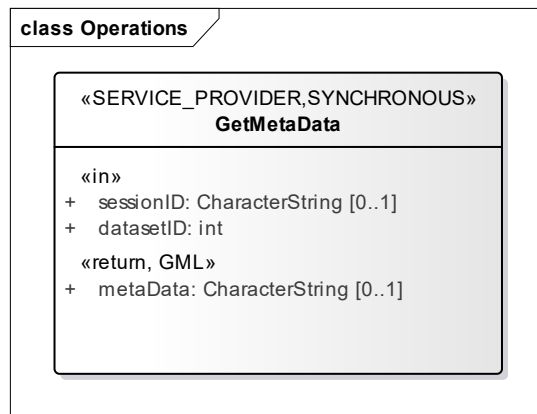 class Operations
«SERVICE_PROVIDER,SYNCHRONOUS»
GetMetaData
«in»
+ sessionID: CharacterString [0..1]
+ datasetID: int
«return, GML»
+ metaData: CharacterString [0..1]